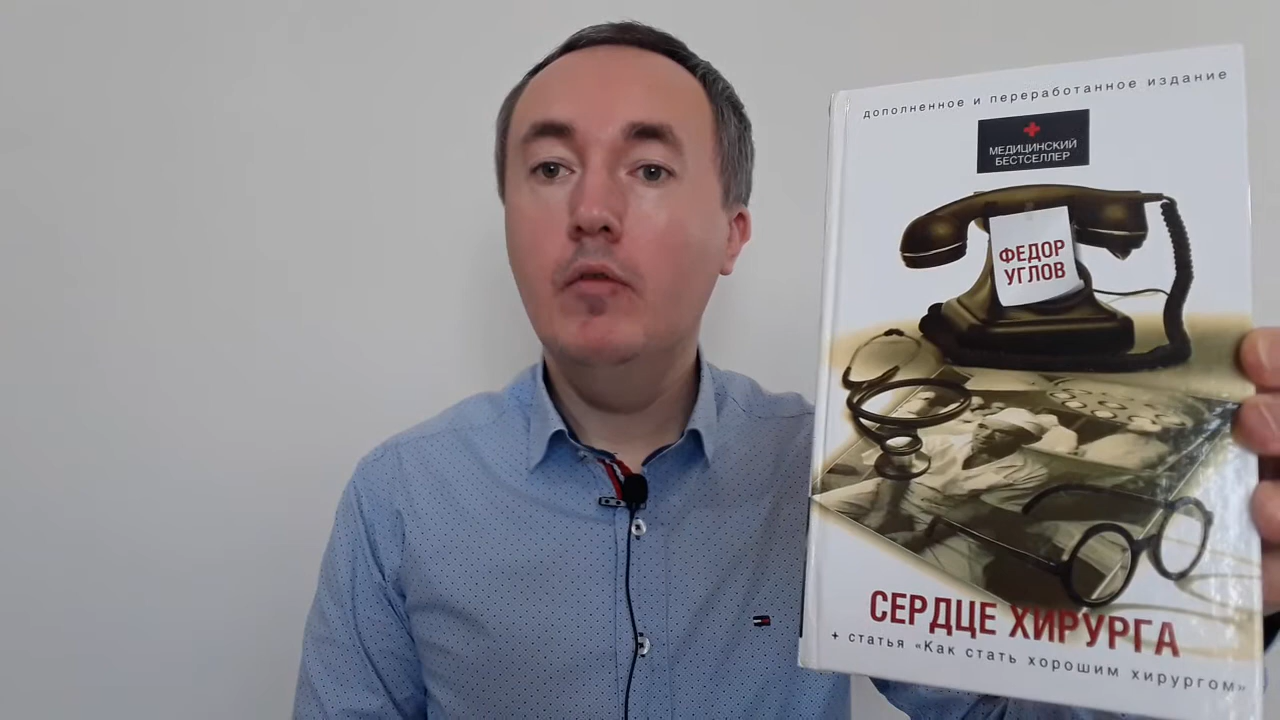 дополненное и переработанное издание
МЕДИЦИНСКИЙ
БЕСТСЕЛЛЕР
ФЕДОР
УГЛОВ
СЕРДЦЕ ХИРУРГА
+ статья «Как стать хорошим хирургом»